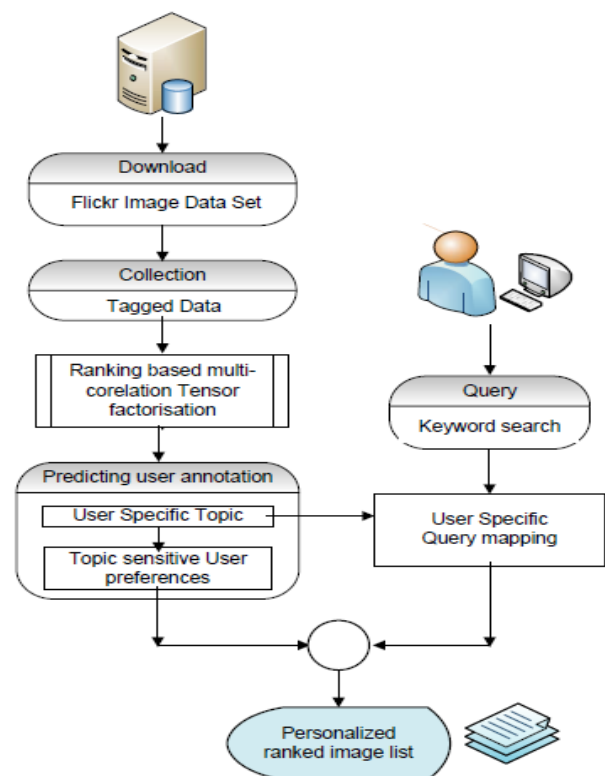 Download
Flickr Image Data Set
Collection
Tagged Data
Ranking based multi-
corelation Tensor
factorisation
Predicting user annotation
User Specific Topic
Topic sensitive User
preferences
Query
Keyword search
User Specific
Query mapping
Personalized
ranked image list